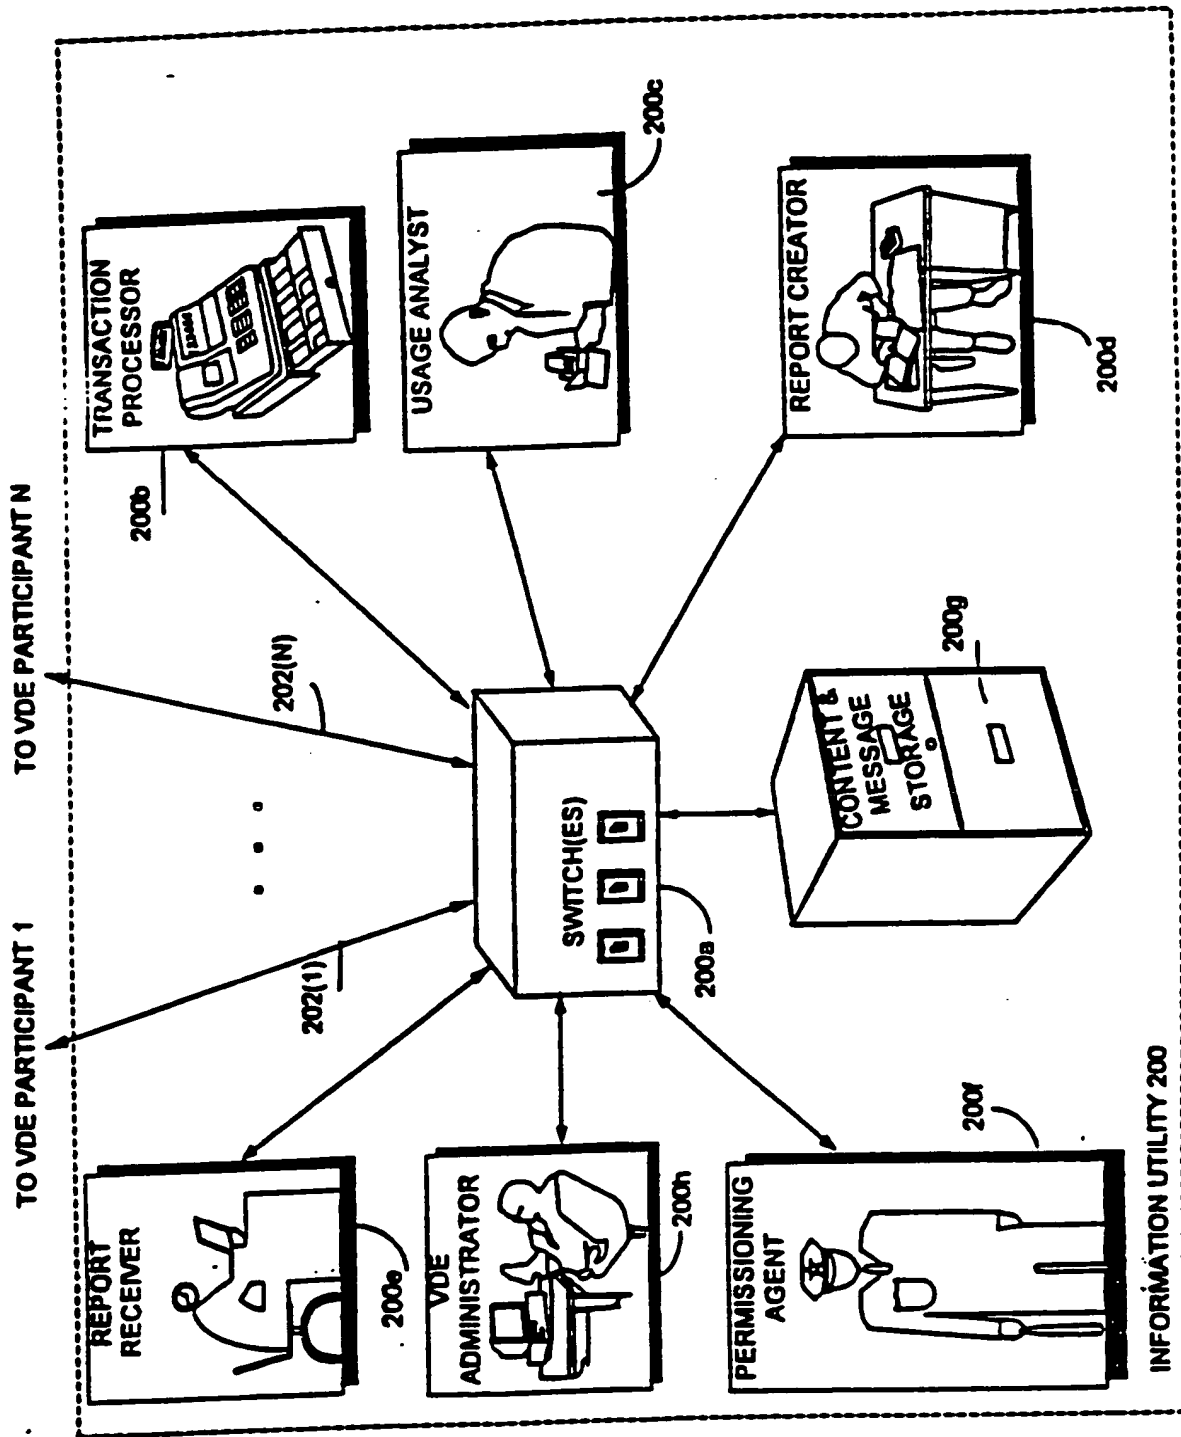 TO VDE PARTICIPANT 1
TO VDE PARTICIPANT N
REPORT
RECEIVER
200e
202(1)
202(N)
TRANSACTION
PROCESSOR
200b
VDE
ADMINISTRATOR
200h
SWITCH(ES)
200a
USAGE ANALYST
200c
PERMISSIONING
AGENT
200f
CONTENT &
MESSAGE
STORAGE
200g
REPORT CREATOR
200d
INFORMATION UTILITY 200